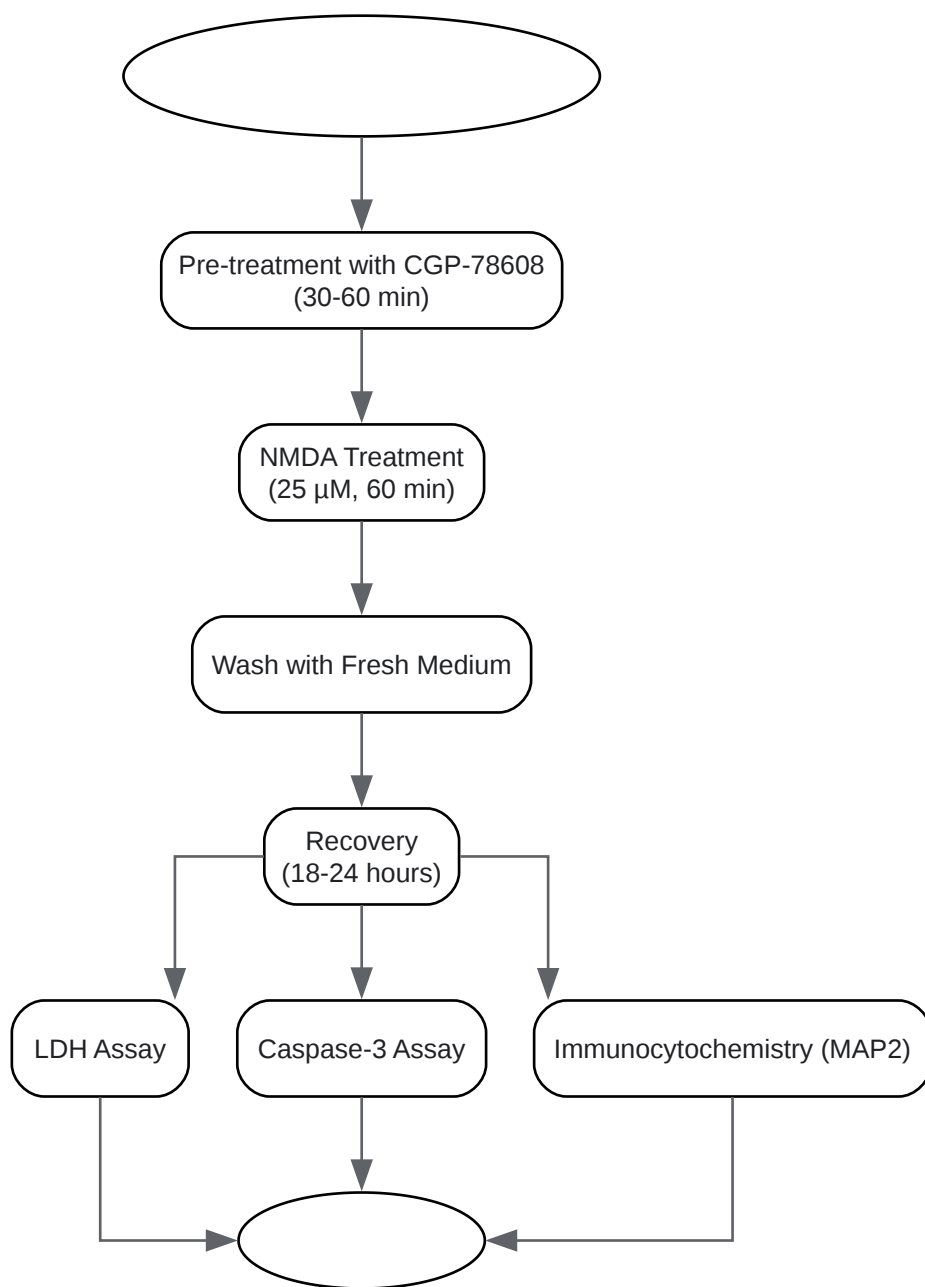 Pre-treatment with CGP-78608
(30-60 min)
NMDA Treatment
(25 µM, 60 min)
Wash with Fresh Medium
Recovery
(18-24 hours)
LDH Assay
Caspase-3 Assay
Immunocytochemistry (MAP2)